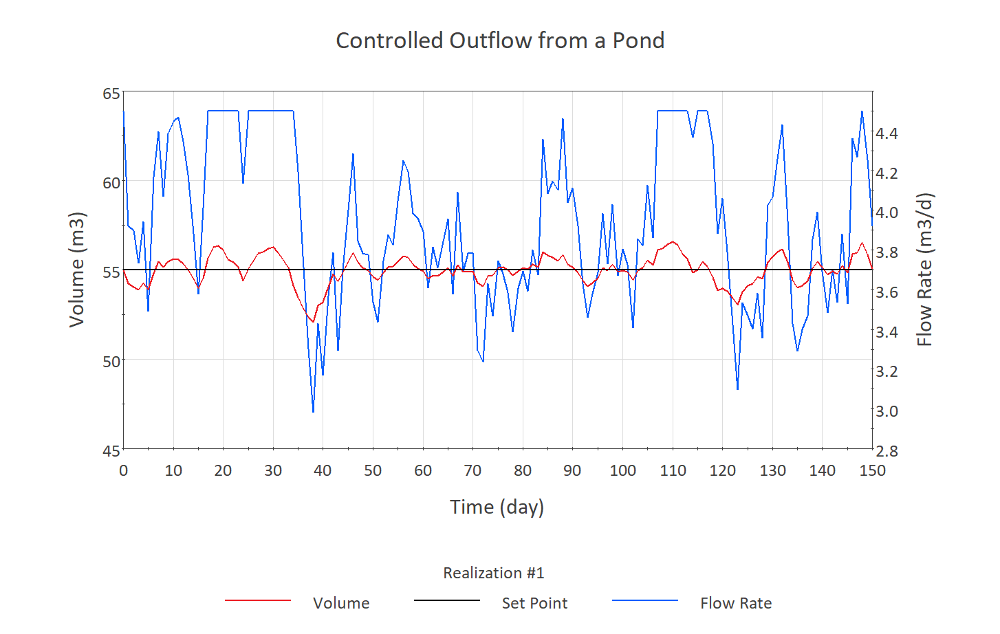 Controlled Outflow from a Pond
65
60
55
50
45
Volume (m3)
4.4
4.2
4.0
3.8
3.6
3.4
3.2
3.0
2.8
Flow Rate (m3/d)
0 10 20 30 40 50 60 70 80 90 100 110 120 130 140 150
Time (day)
Realization #1
Volume Set Point Flow Rate